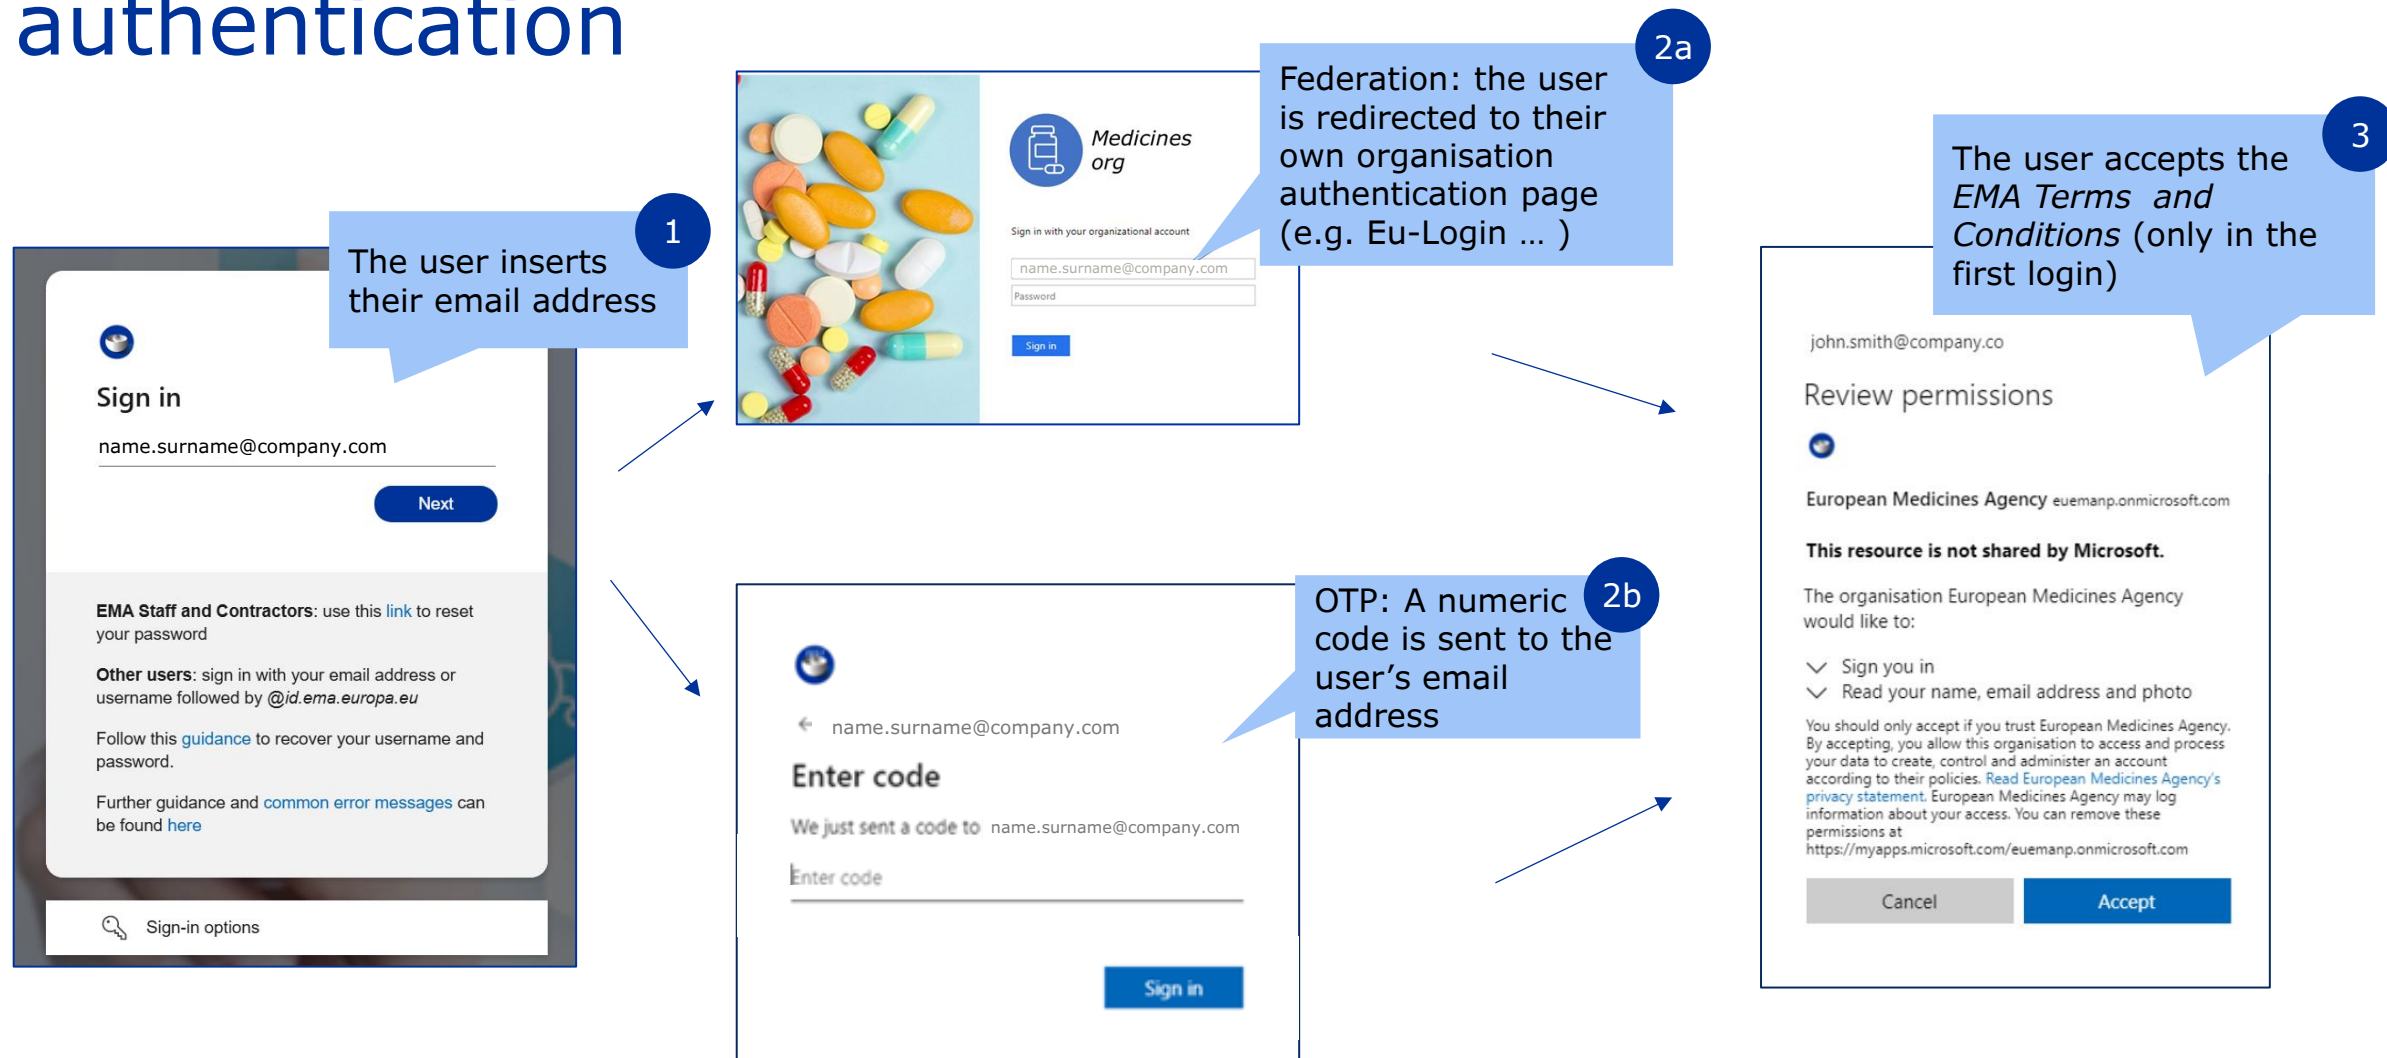 authentication
1
The user inserts
their email address
Sign in
name.surname@company.com
Next
EMA Staff and Contractors: use this link to reset
your password
Other users: sign in with your email address or
username followed by @id.ema.europa.eu
Follow this guidance to recover your username and
password.
Further guidance and common error messages can
be found here
Sign-in options
2a
Federation: the user
is redirected to their
own organisation
authentication page
(e.g. Eu-Login … )
Medicines
org
Sign in with your organizational account
name.surname@company.com
Password
Sign in
2b
OTP: A numeric
code is sent to the
user’s email
address
name.surname@company.com
Enter code
We just sent a code to name.surname@company.com
Enter code
Sign in
3
The user accepts the
EMA Terms and
Conditions (only in the
first login)
john.smith@company.co
Review permissions
European Medicines Agency euemanp.onmicrosoft.com
This resource is not shared by Microsoft.
The organisation European Medicines Agency
would like to:
Sign you in
Read your name, email address and photo
You should only accept if you trust European Medicines Agency.
By accepting, you allow this organisation to access and process
your data to create, control and administer an account
according to their policies. Read European Medicines Agency's
privacy statement. European Medicines Agency may log
information about your access. You can remove these
permissions at
https://myapps.microsoft.com/euemanp.onmicrosoft.com
Cancel
Accept